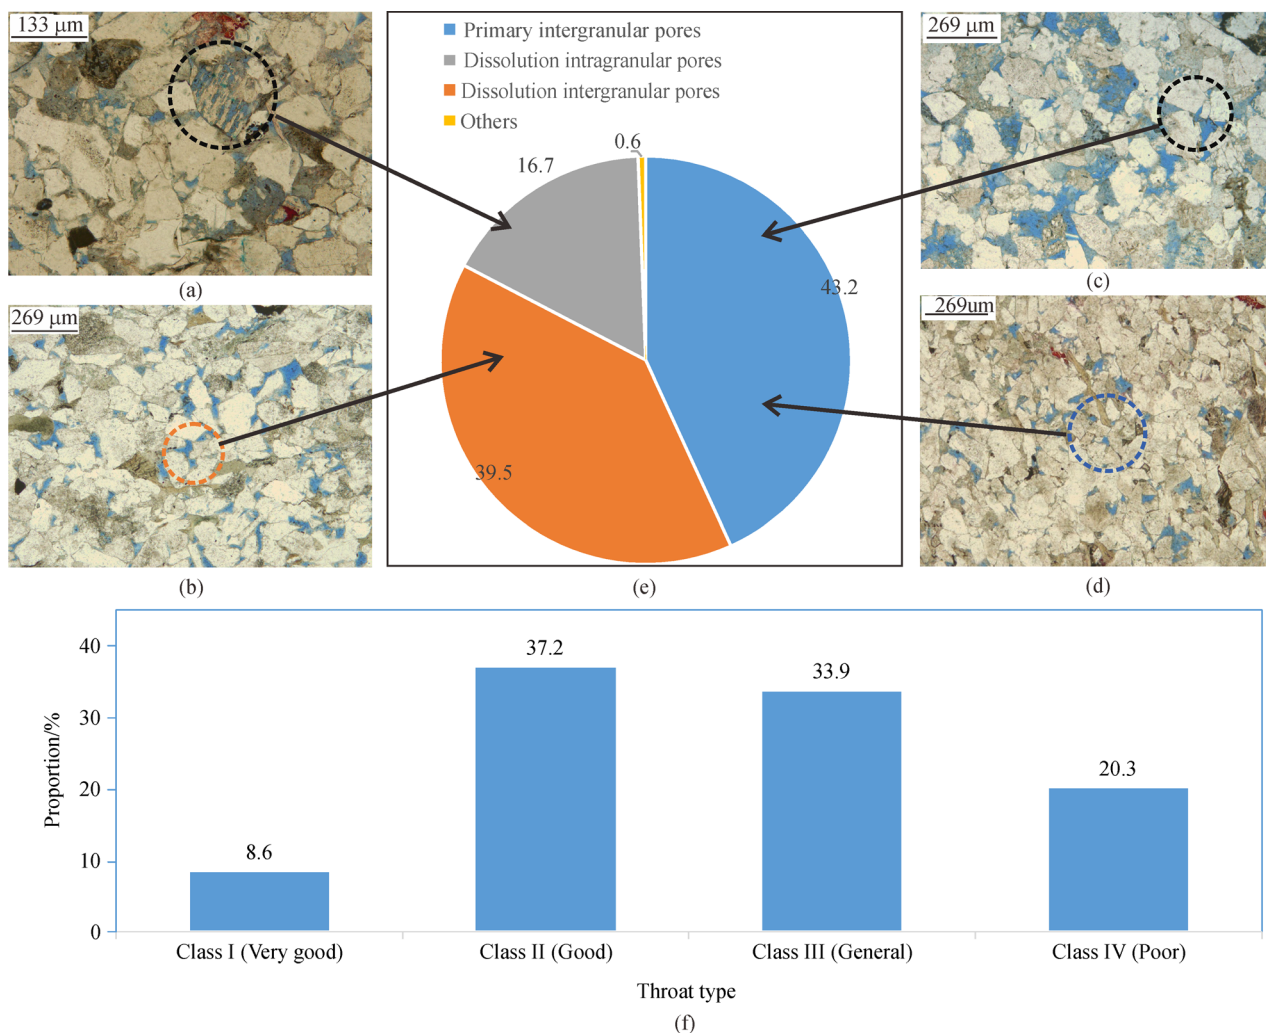 133 μm
(a)
269 μm
(b)
Primary intergranular pores
Dissolution intragranular pores
Dissolution intergranular pores
Others
0.6
16.7
43.2
39.5
(e)
269 μm
(c)
269um
(d)
40
30
20
10
0
Proportion/%
8.6
37.2
33.9
20.3
Class I (Very good)
Class II (Good)
Class III (General)
Class IV (Poor)
Throat type
(f)